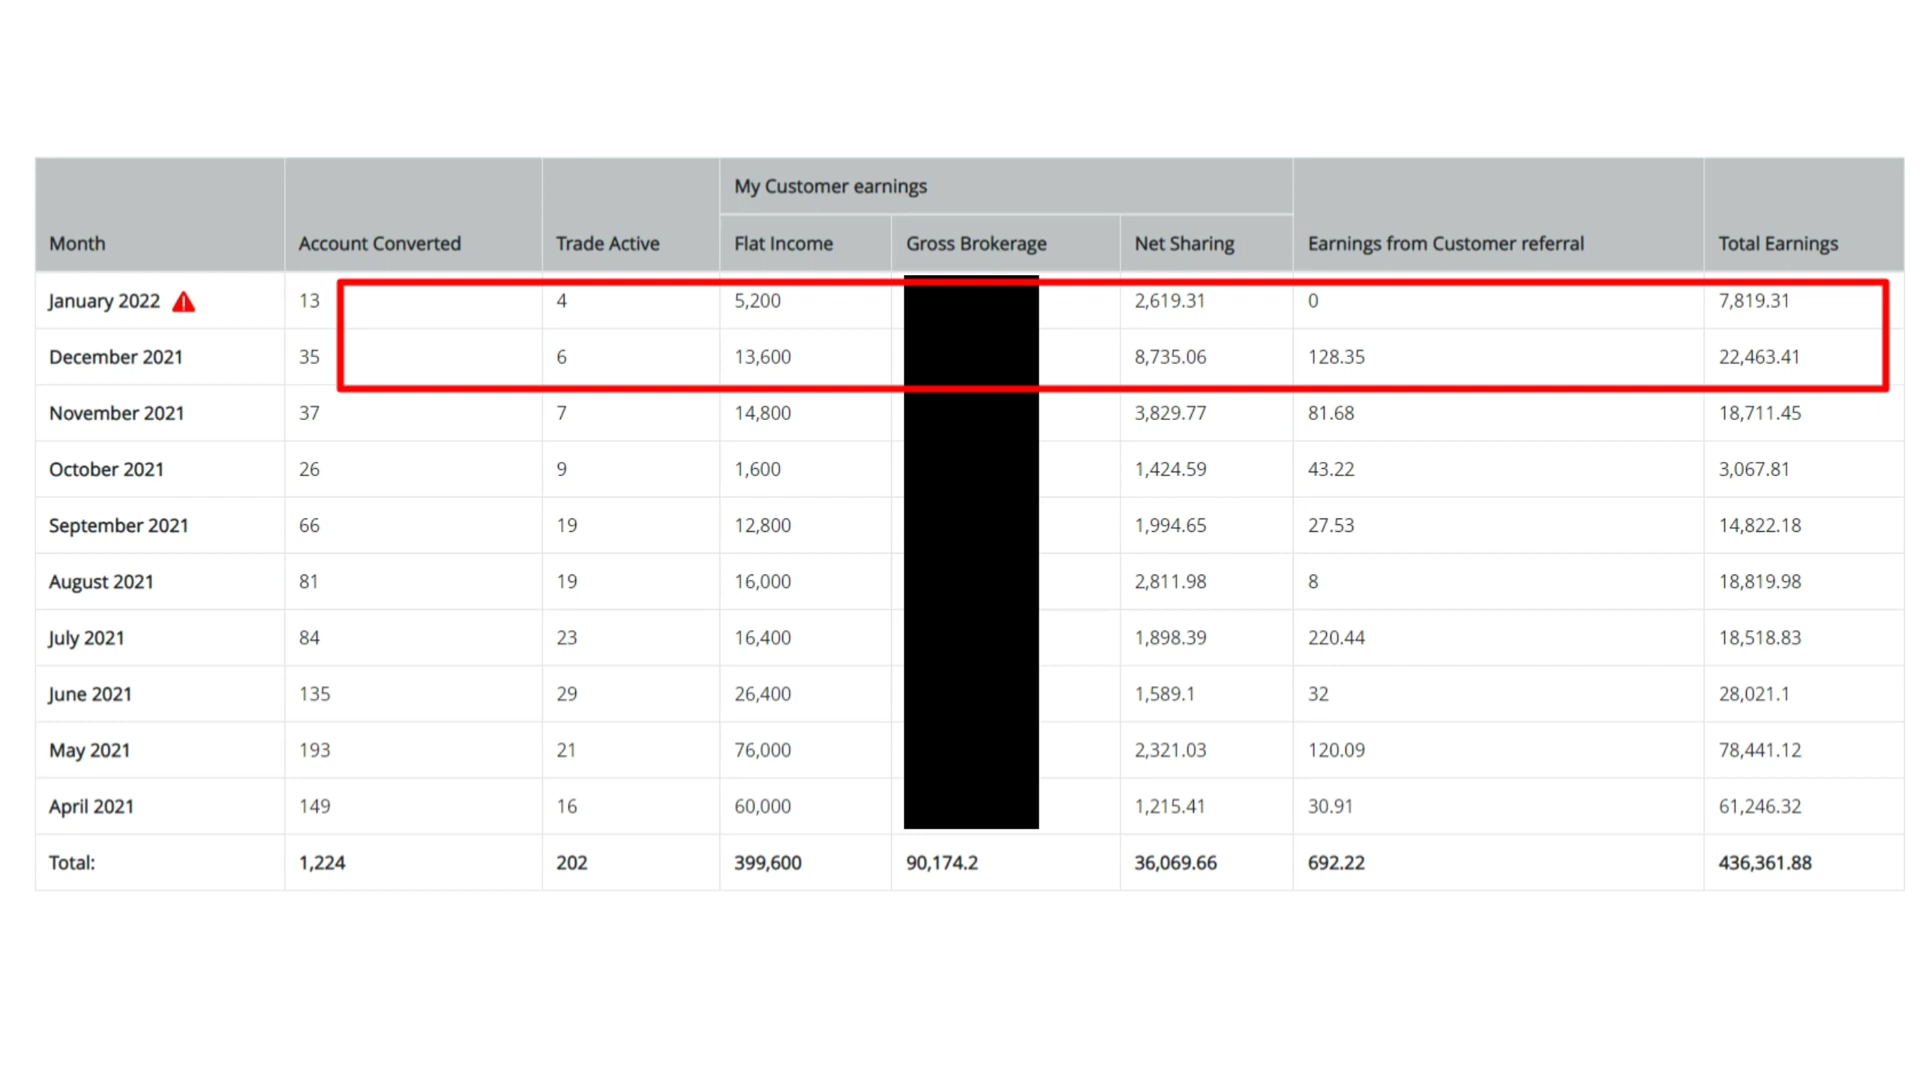 My Customer earnings
Month Account Converted Trade Active Flat Income Gross Brokerage Net Sharing Earnings from Customer referral Total Earnings
January 2022 13 4 5,200 2,619.31 0 7,819.31
December 2021 35 6 13,600 8,735.06 128.35 22,463.41
November 2021 37 7 14,800 3,829.77 81.68 18,711.45
October 2021 26 9 1,600 1,424.59 43.22 3,067.81
September 2021 66 19 12,800 1,994.65 27.53 14,822.18
August 2021 81 19 16,000 2,811.98 8 18,819.98
July 2021 84 23 16,400 1,898.39 220.44 18,518.83
June 2021 135 29 26,400 1,589.1 32 28,021.1
May 2021 193 21 76,000 2,321.03 120.09 78,441.12
April 2021 149 16 60,000 1,215.41 30.91 61,246.32
Total: 1,224 202 399,600 90,174.2 36,069.66 692.22 436,361.88